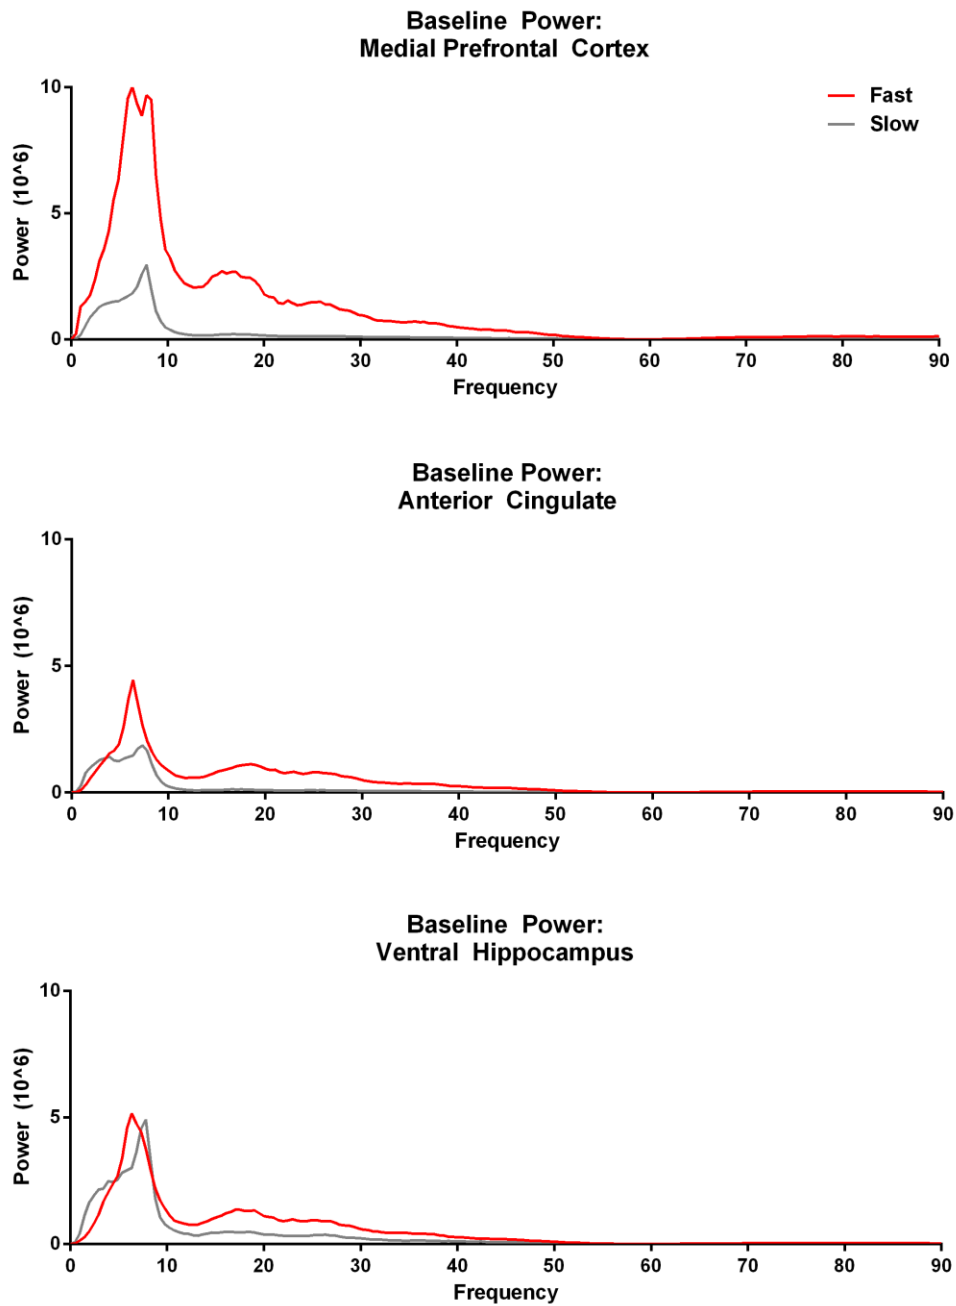 Baseline Power:
Medial Prefrontal Cortex
10
5
0
Power (10^6)
Fast
Slow
0 10 20 30 40 50 60 70 80 90
Frequency
Baseline Power:
Anterior Cingulate
10
5
0
Power (10^6)
0 10 20 30 40 50 60 70 80 90
Frequency
Baseline Power:
Ventral Hippocampus
10
5
0
Power (10^6)
0 10 20 30 40 50 60 70 80 90
Frequency